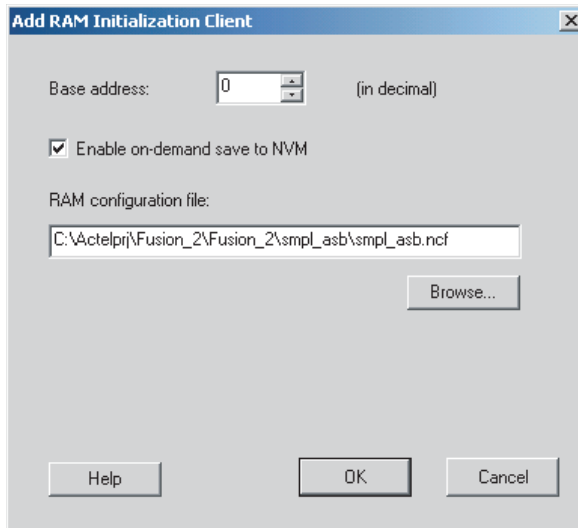 Add RAM Initialization Client
Base address: 0 (in decimal)
Enable on-demand save to NVM
RAM configuration file:
C:\Actelprj\Fusion_2\Fusion_2\smpl_asb\smpl_asb.ncf
Browse...
Help OK Cancel